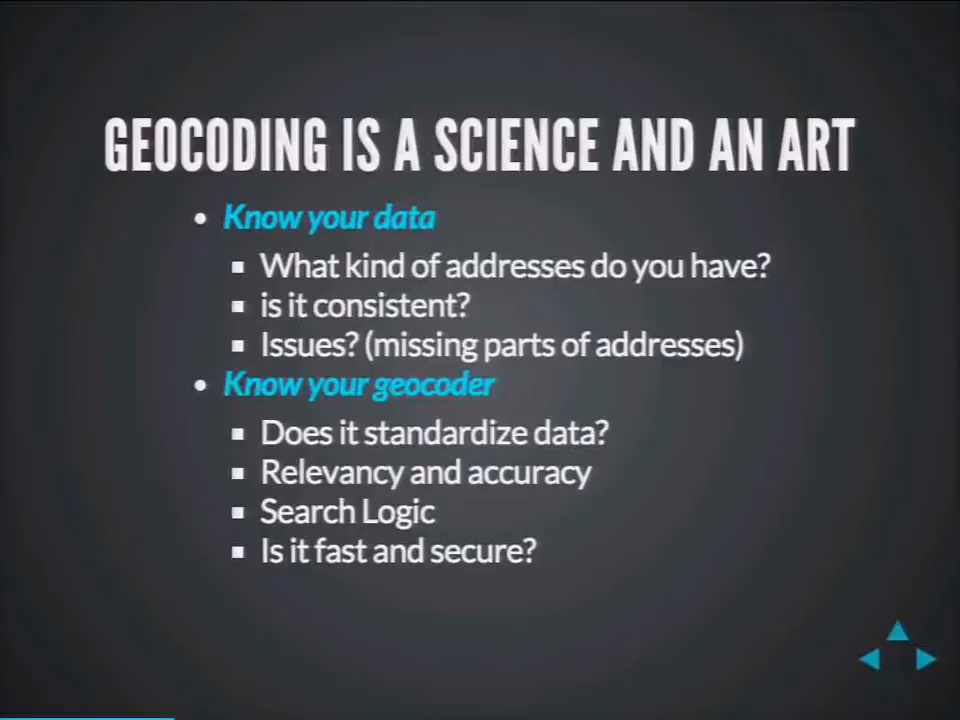 GEOCODING IS A SCIENCE AND AN ART
Know your data
What kind of addresses do you have?
is it consistent?
Issues? (missing parts of addresses)
Know your geocoder
Does it standardize data?
Relevancy and accuracy
Search Logic
Is it fast and secure?